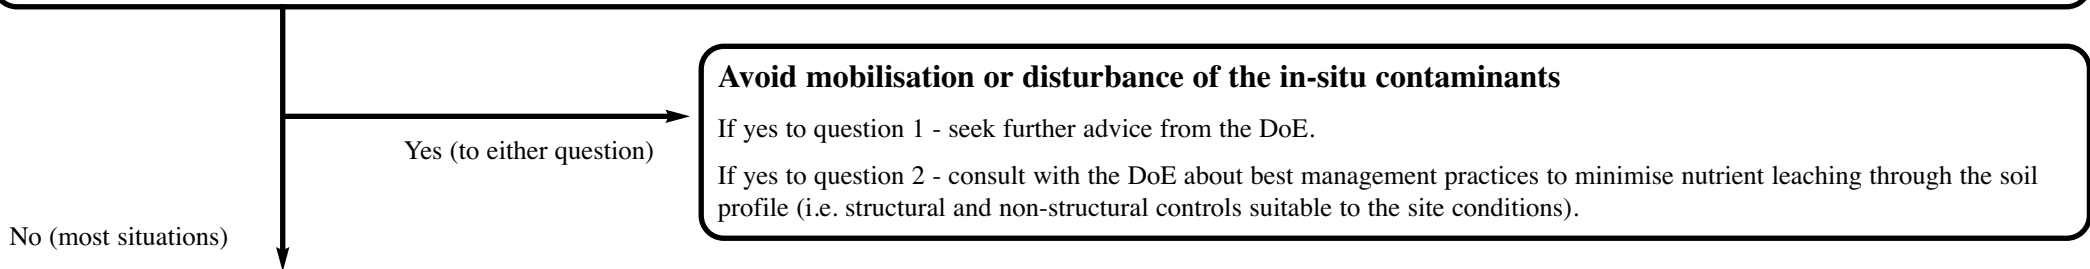 Avoid mobilisation or disturbance of the in-situ contaminants
If yes to question 1 - seek further advice from the DoE.
Yes (to either question)
If yes to question 2 - consult with the DoE about best management practices to minimise nutrient leaching through the soil
profile (i.e. structural and non-structural controls suitable to the site conditions).
No (most situations)